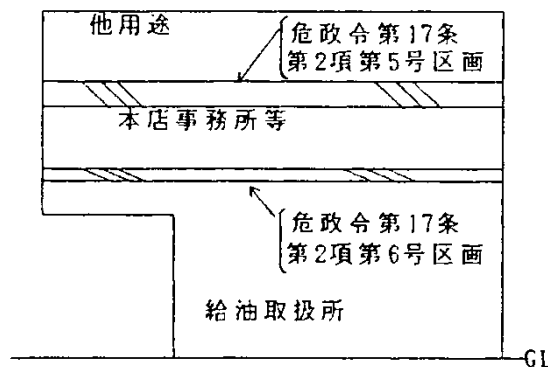 他用途
危政令第17条
第2項第5号区画
本店事務所等
危政令第17条
第2項第6号区画
給油取扱所
GL